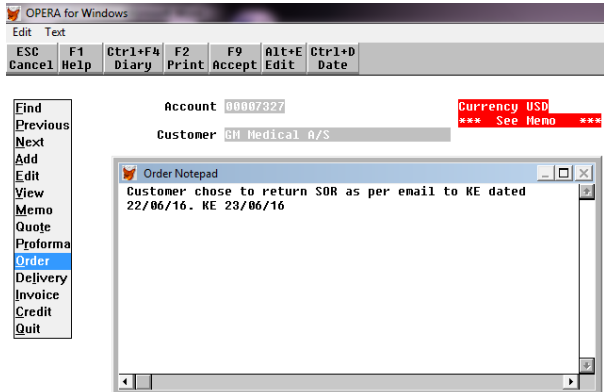 OPERA for Windows
Edit Text
ESC F1 Ctrl+F4 F2 F9 Alt+E Ctrl+D
Cancel Help Diary Print Accept Edit Date
Find
Previous
Next
Add
Edit
View
Memo
Quote
Proforma
Order
Delivery
Invoice
Credit
Quit
Account 00007327
Customer GM Medical A/S
Currency USD
*** See Memo ***
Order Notepad
Customer chose to return SOR as per email to KE dated
22/06/16. KE 23/06/16